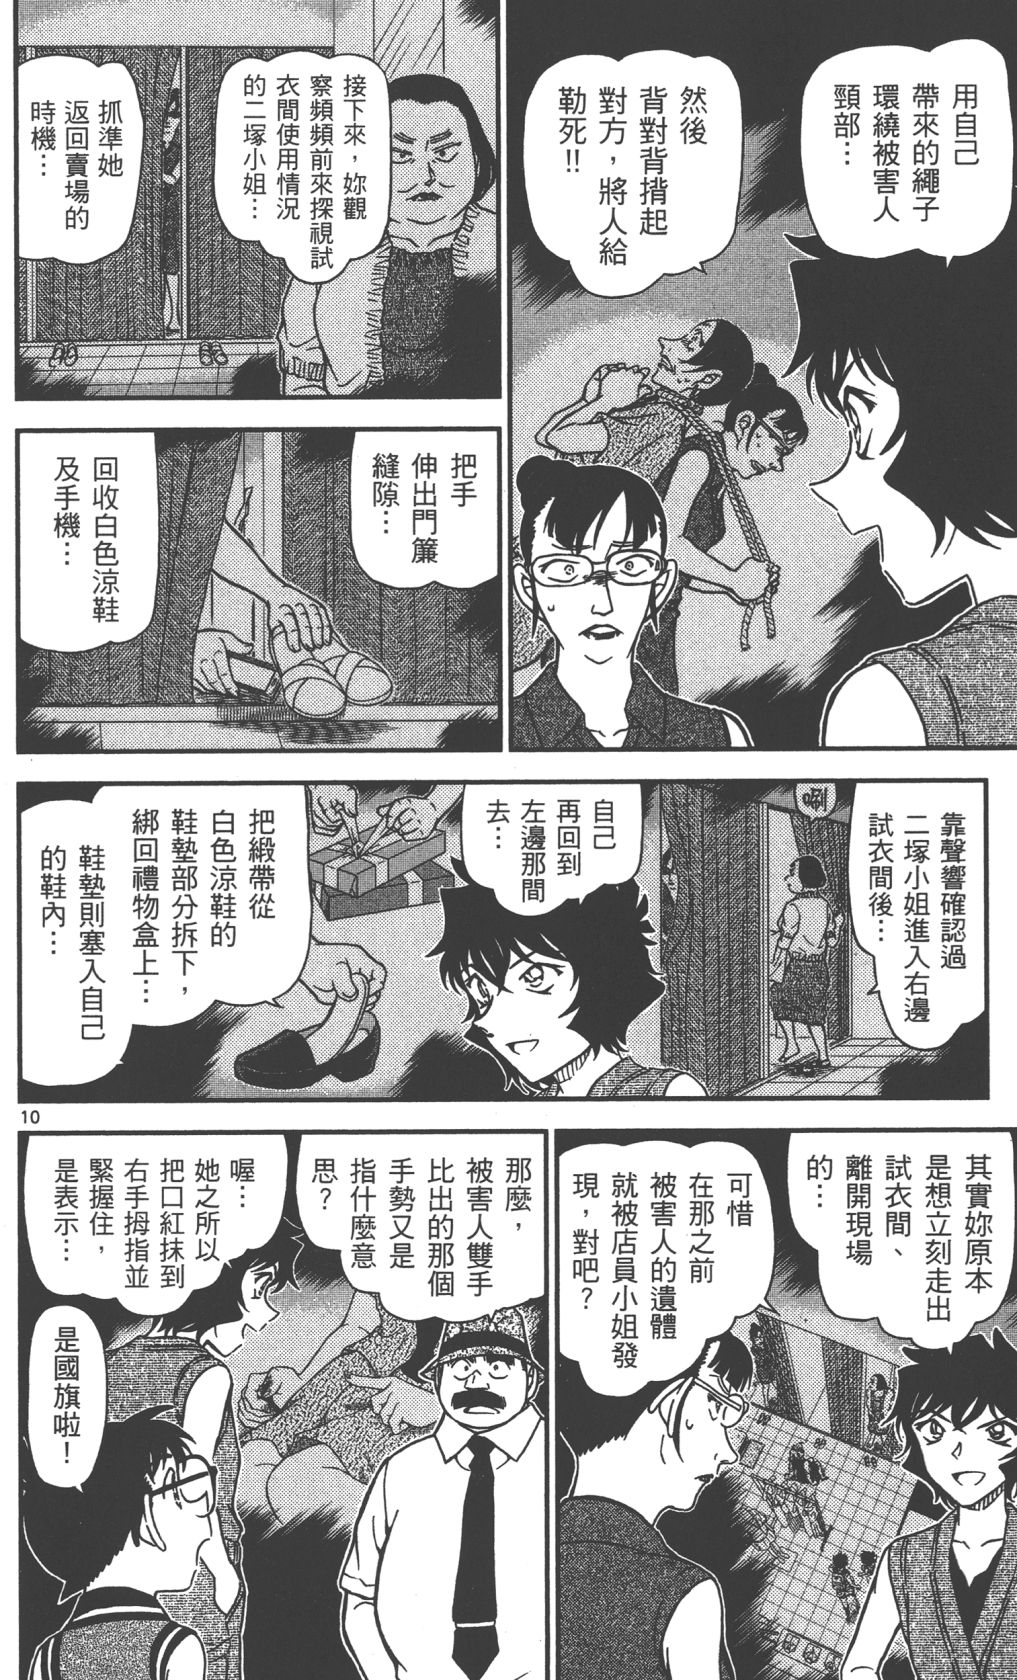 用自己
帶來的繩子
環繞被害人
頸部…
然後
背對背揹起
對方，將人給
勒死!!
接下來，妳觀
察頻頻前來探視試
衣間使用情況
的二塚小姐…
抓準她
返回賣場的
時機…
把手
伸出門簾
縫隙…
回收白色涼鞋
及手機…
靠聲響確認過
二塚小姐進入右邊
試衣間後…
唰
自己
再回到
左邊那間
去…
把緞帶從
白色涼鞋的
鞋墊部分拆下，
綁回禮物盒上…
鞋墊則塞入自己
的鞋內…
10
其實妳原本
是想立刻走出
試衣間、
離開現場
的…
可惜
在那之前
被害人的遺體
就被店員小姐發
現，對吧？
那麼，
被害人雙手
比出的那個
手勢又是
指什麼意
思？
喔…
她之所以
把口紅抹到
右手拇指並
緊握住，
是表示…
是國旗啦！